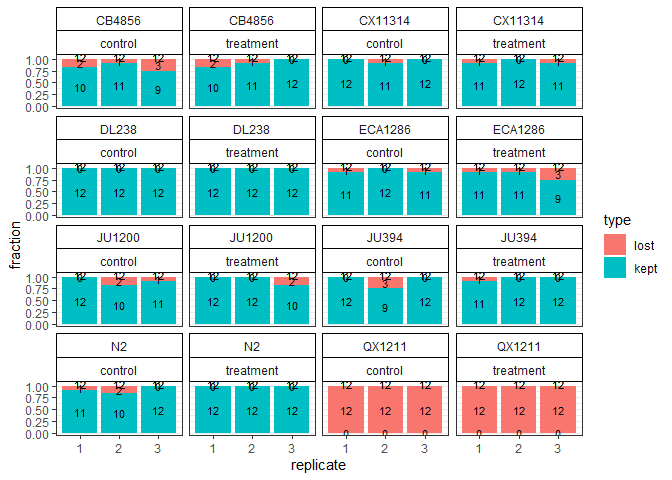 CB4856 CB4856 CX11314 CX11314
control treatment control treatment
1.00 12 12 12 12 12 12 12 12 12 12 12 12
2 1 3 2 1 0 0 1 0 1 0 1
0.75
0.50
0.25
10 11 9 10 11 12 12 11 12 11 12 11
0.00
DL238 DL238 ECA1286 ECA1286
control treatment control treatment
1.00 12 12 12 12 12 12 12 12 12 12 12 12
0 0 0 0 0 0 1 0 1 1 1 3
0.75
0.50
0.25
12 12 12 12 12 12 11 12 11 11 11 9
0.00
JU1200 JU1200 JU394 JU394
control treatment control treatment
1.00 12 12 12 12 12 12 12 12 12 12 12 12
0 2 1 0 0 2 0 3 0 1 0 0
0.75
0.50
0.25
12 10 11 12 12 10 12 9 12 11 12 12
0.00
N2 N2 QX1211 QX1211
control treatment control treatment
1.00 12 12 12 12 12 12 12 12 12 12 12 12
1 2 0 0 0 0
0.75
0.50
0.25
11 10 12 12 12 12 12 12 12 12 12 12
0.00 0 0 0 0 0 0
1 2 3 1 2 3 1 2 3 1 2 3
replicate
fraction
type
lost
kept